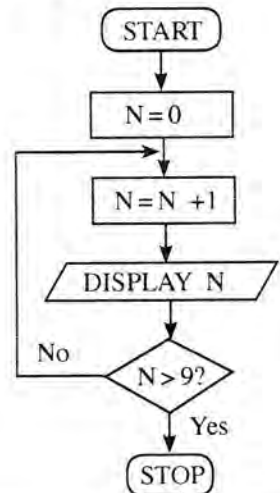 START
N = 0
N = N + 1
DISPLAY N
No
N > 9?
Yes
STOP